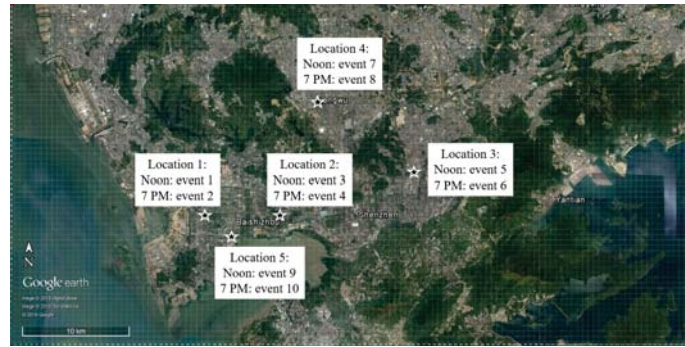 Location 4:
Noon: event 7
7 PM: event 8
Location 1:
Noon: event 1
7 PM: event 2
Location 2:
Noon: event 3
7 PM: event 4
Location 3:
Noon: event 5
7 PM: event 6
Yantian
Shenzhen
Location 5:
Noon: event 9
7 PM: event 10
N
Google earth
© 2016 Google
10 km